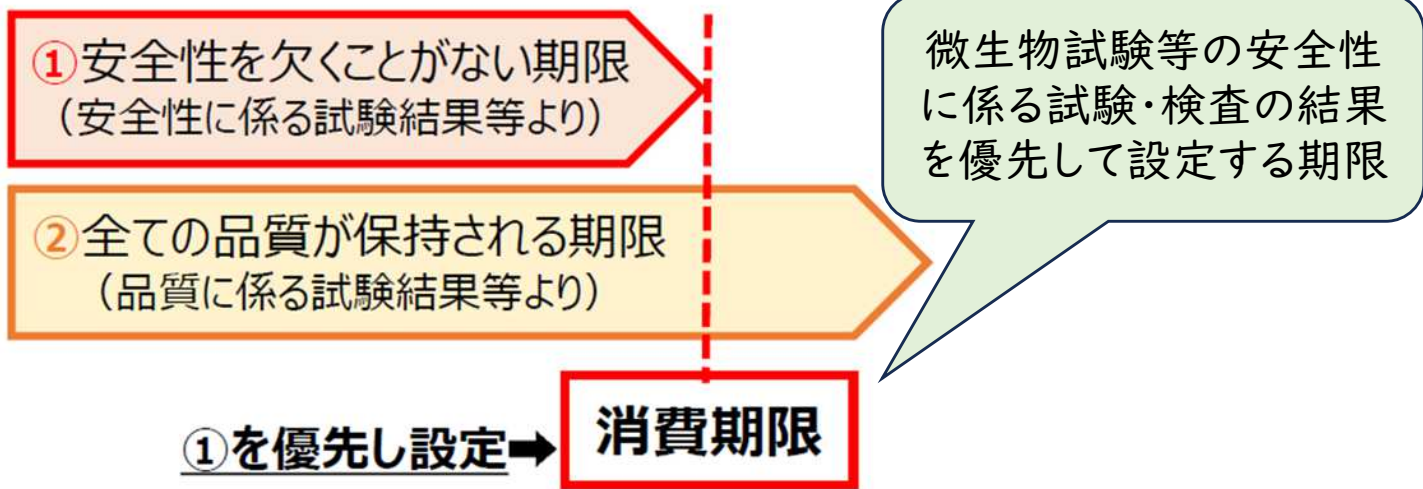 ①安全性を欠くことがない期限
（安全性に係る試験結果等より）
②全ての品質が保持される期限
（品質に係る試験結果等より）
①を優先し設定➡
消費期限
微生物試験等の安全性
に係る試験・検査の結果
を優先して設定する期限